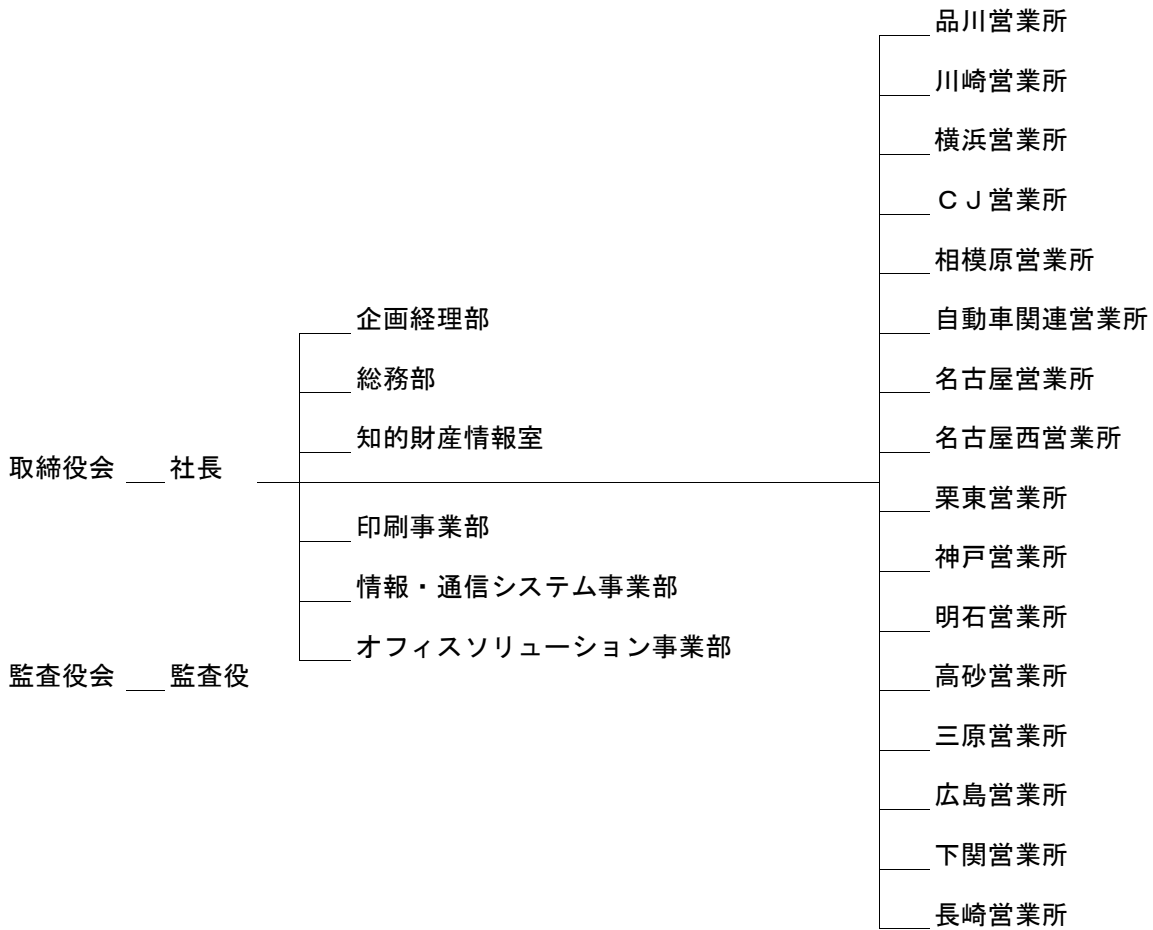 品川営業所
川崎営業所
横浜営業所
ＣＪ営業所
相模原営業所
企画経理部 自動車関連営業所
総務部 名古屋営業所
知的財産情報室 名古屋西営業所
取締役会 社長
栗東営業所
印刷事業部
神戸営業所
情報・通信システム事業部
明石営業所
オフィスソリューション事業部
監査役会 監査役 高砂営業所
三原営業所
広島営業所
下関営業所
長崎営業所